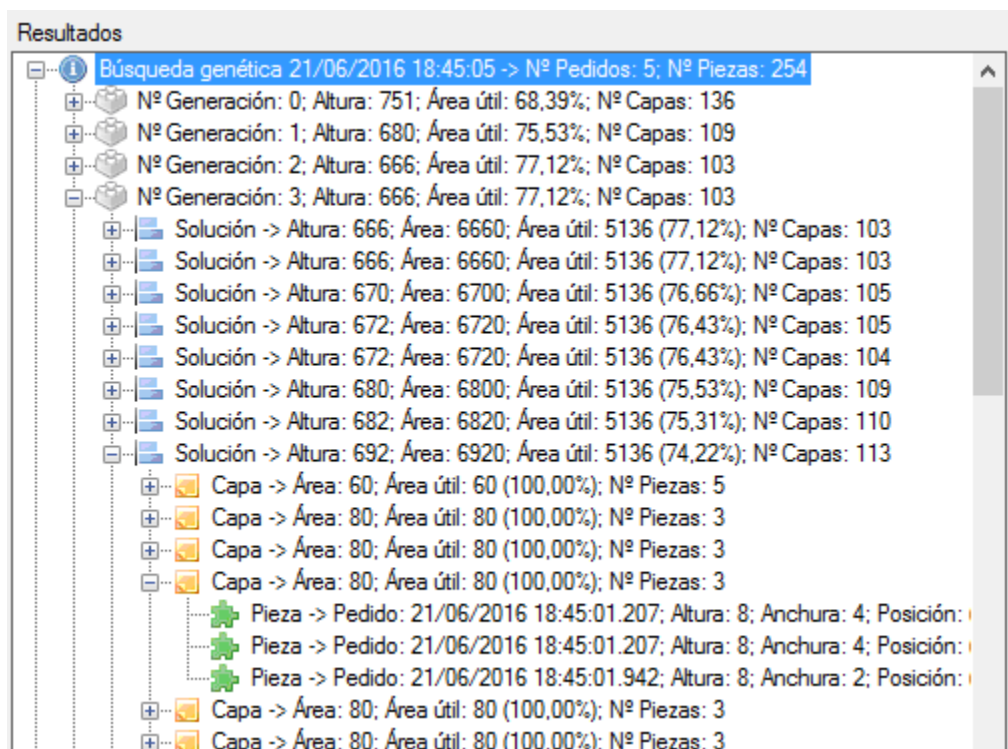 Resultados
Búsqueda genética 21/06/2016 18:45:05 -> Nº Pedidos: 5; Nº Piezas: 254
Nº Generación: 0; Altura: 751; Área útil: 68,39%; Nº Capas: 136
Nº Generación: 1; Altura: 680; Área útil: 75,53%; Nº Capas: 109
Nº Generación: 2; Altura: 666; Área útil: 77,12%; Nº Capas: 103
Nº Generación: 3; Altura: 666; Área útil: 77,12%; Nº Capas: 103
Solución -> Altura: 666; Área: 6660; Área útil: 5136 (77,12%); Nº Capas: 103
Solución -> Altura: 666; Área: 6660; Área útil: 5136 (77,12%); Nº Capas: 103
Solución -> Altura: 670; Área: 6700; Área útil: 5136 (76,66%); Nº Capas: 105
Solución -> Altura: 672; Área: 6720; Área útil: 5136 (76,43%); Nº Capas: 105
Solución -> Altura: 672; Área: 6720; Área útil: 5136 (76,43%); Nº Capas: 104
Solución -> Altura: 680; Área: 6800; Área útil: 5136 (75,53%); Nº Capas: 109
Solución -> Altura: 682; Área: 6820; Área útil: 5136 (75,31%); Nº Capas: 110
Solución -> Altura: 692; Área: 6920; Área útil: 5136 (74,22%); Nº Capas: 113
Capa -> Área: 60; Área útil: 60 (100,00%); Nº Piezas: 5
Capa -> Área: 80; Área útil: 80 (100,00%); Nº Piezas: 3
Capa -> Área: 80; Área útil: 80 (100,00%); Nº Piezas: 3
Capa -> Área: 80; Área útil: 80 (100,00%); Nº Piezas: 3
Pieza -> Pedido: 21/06/2016 18:45:01.207; Altura: 8; Anchura: 4; Posición:
Pieza -> Pedido: 21/06/2016 18:45:01.207; Altura: 8; Anchura: 4; Posición:
Pieza -> Pedido: 21/06/2016 18:45:01.942; Altura: 8; Anchura: 2; Posición:
Capa -> Área: 80; Área útil: 80 (100,00%); Nº Piezas: 3
Capa -> Área: 80; Área útil: 80 (100,00%); Nº Piezas: 3